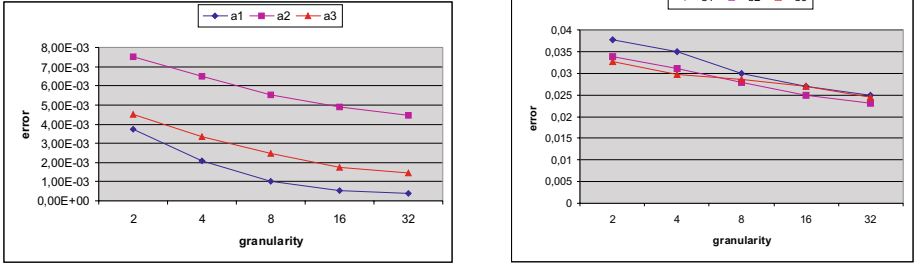 a1 a2 a3
8,00E-03
7,00E-03
6,00E-03
5,00E-03
4,00E-03
3,00E-03
2,00E-03
1,00E-03
0,00E+00
error
2 4 8 16 32
granularity
0,04
0,035
0,03
0,025
0,02
0,015
0,01
0,005
0
error
2 4 8 16 32
granularity